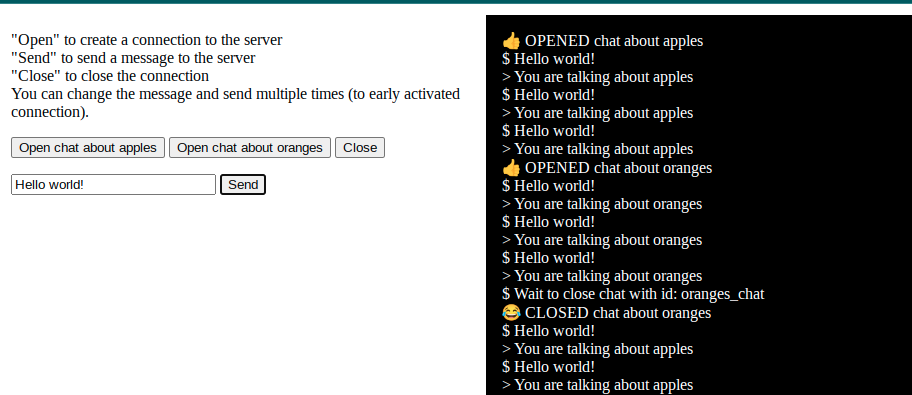 "Open" to create a connection to the server
"Send" to send a message to the server
"Close" to close the connection
You can change the message and send multiple times (to early activated
connection).
Open chat about apples Open chat about oranges Close
Hello world! Send
👍 OPENED chat about apples
$ Hello world!
> You are talking about apples
$ Hello world!
> You are talking about apples
$ Hello world!
> You are talking about apples
👍 OPENED chat about oranges
$ Hello world!
> You are talking about oranges
$ Hello world!
> You are talking about oranges
$ Hello world!
> You are talking about oranges
$ Wait to close chat with id: oranges_chat
😂 CLOSED chat about oranges
$ Hello world!
> You are talking about apples
$ Hello world!
> You are talking about apples